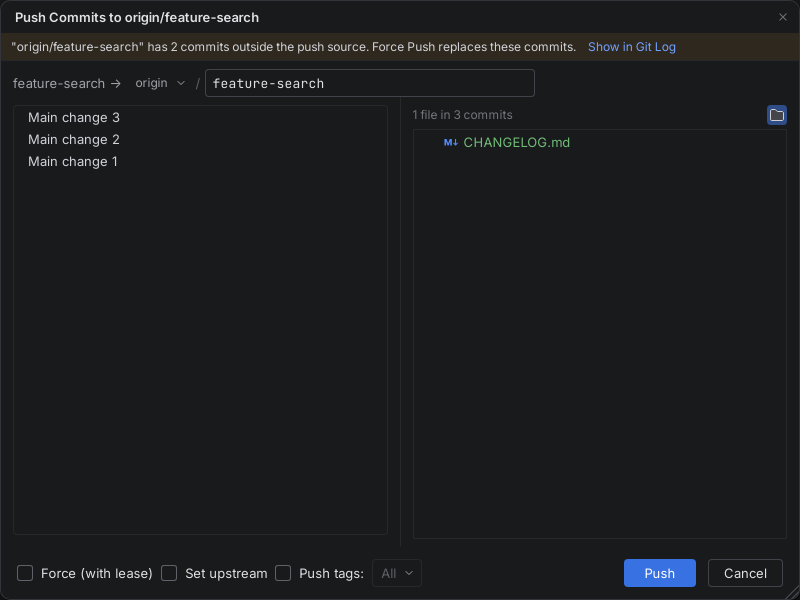 Push Commits to origin/feature-search
"origin/feature-search" has 2 commits outside the push source. Force Push replaces these commits. Show in Git Log
feature-search → origin / feature-search
Main change 3
Main change 2
Main change 1
1 file in 3 commits
M↓ CHANGELOG.md
Force (with lease) Set upstream Push tags: All Push Cancel